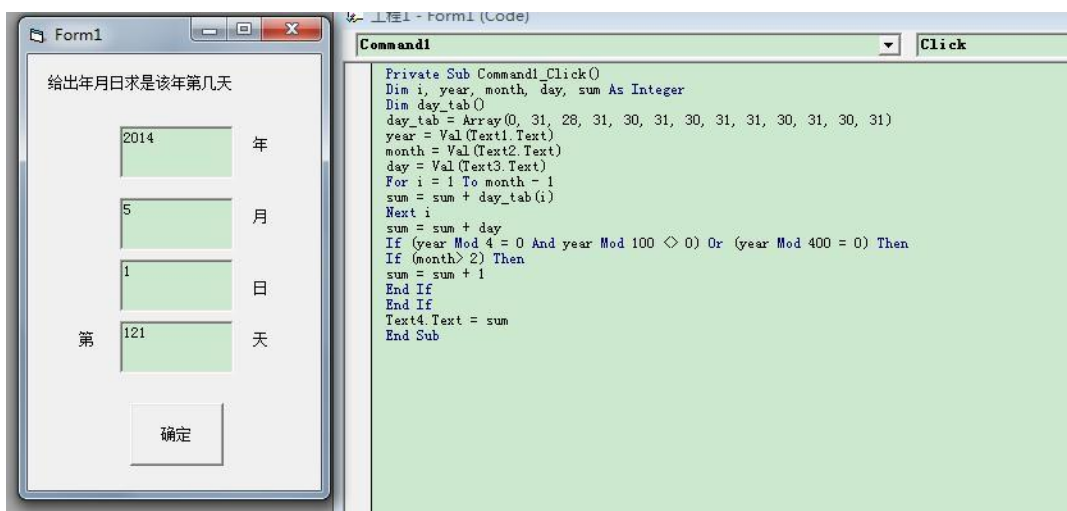 Form1
给出年月日求是该年第几天
2014 年
5 月
1 日
第 121 天
确定
工程1 - Form1 (Code)
Command1 Click
Private Sub Command1_Click()
Dim i, year, month, day, sum As Integer
Dim day_tab()
day_tab = Array(0, 31, 28, 31, 30, 31, 30, 31, 31, 30, 31, 30, 31)
year = Val(Text1.Text)
month = Val(Text2.Text)
day = Val(Text3.Text)
For i = 1 To month - 1
sum = sum + day_tab(i)
Next i
sum = sum + day
If (year Mod 4 = 0 And year Mod 100 <> 0) Or (year Mod 400 = 0) Then
If (month> 2) Then
sum = sum + 1
End If
End If
Text4.Text = sum
End Sub